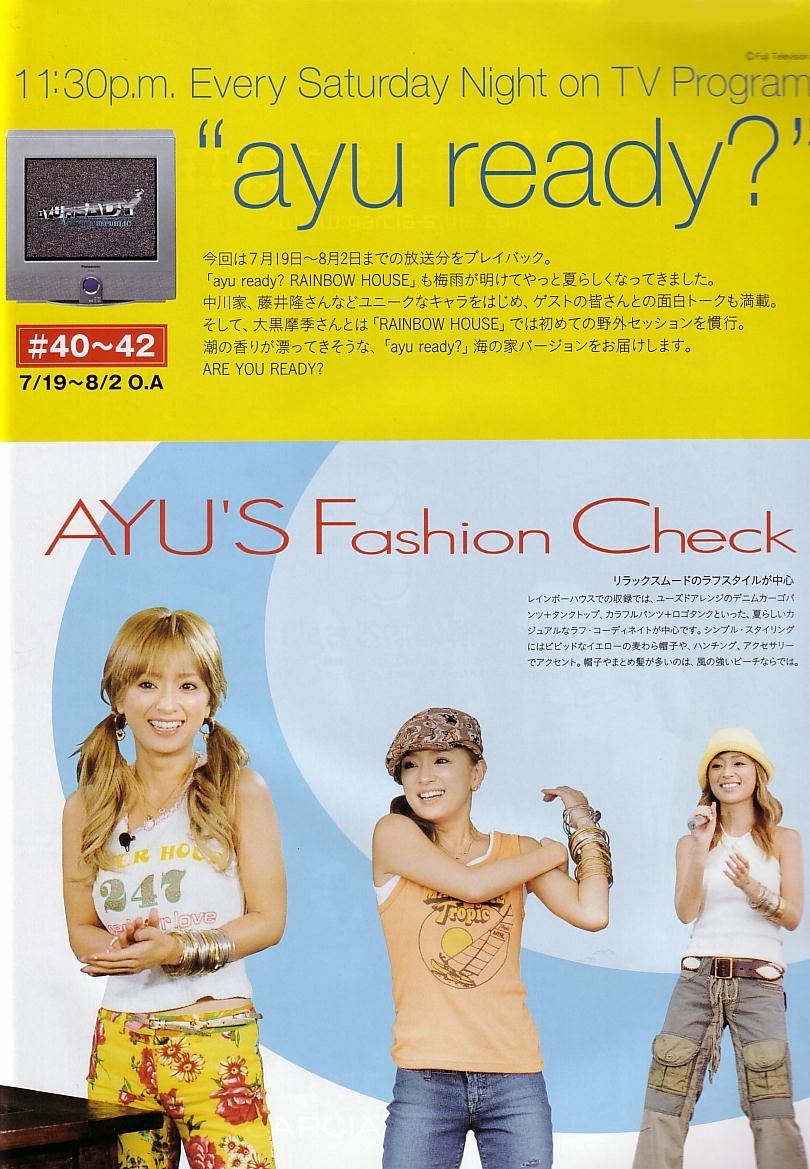 ©Fuji Television
11:30p.m. Every Saturday Night on TV Program
“ayu ready?”
AYU READY?
REPUBLIC
Panasonic
今回は7月19日〜8月2日までの放送分をプレイバック。
「ayu ready? RAINBOW HOUSE」も梅雨が明けてやっと夏らしくなってきました。
中川家、藤井隆さんなどユニークなキャラをはじめ、ゲストの皆さんとの面白トークも満載。
そして、大黒摩季さんとは「RAINBOW HOUSE」では初めての野外セッションを慣行。
潮の香りが漂ってきそうな、「ayu ready?」海の家バージョンをお届けします。
ARE YOU READY?
#40〜42
7/19〜8/2 O.A
AYU'S Fashion Check
リラックスムードのラフスタイルが中心
レインボーハウスでの収録では、ユーズドアレンジのデニムカーゴパ
ンツ+タンクトップ、カラフルパンツ+ロゴタンクといった、夏らしいカ
ジュアルなラフ・コーディネイトが中心です。シンプル・スタイリング
にはビビッドなイエローの麦わら帽子や、ハンチング、アクセサリー
でアクセント。帽子やまとめ髪が多いのは、風の強いビーチならでは。
247
love
Tropic